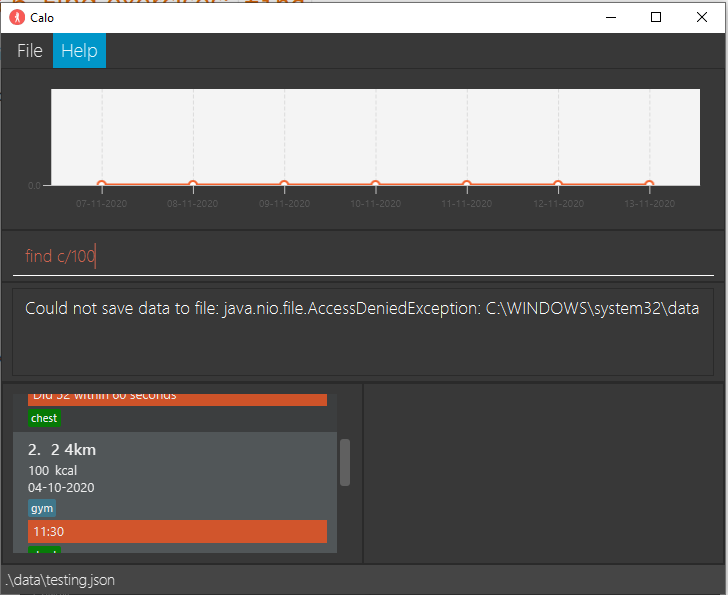 Calo
File Help
0.0
07-11-2020 08-11-2020 09-11-2020 10-11-2020 11-11-2020 12-11-2020 13-11-2020
find c/100
Could not save data to file: java.nio.file.AccessDeniedException: C:\WINDOWS\system32\data
Did 32 within 60 seconds
chest
2. 2 4km
100 kcal
04-10-2020
gym
11:30
.\data\testing.json